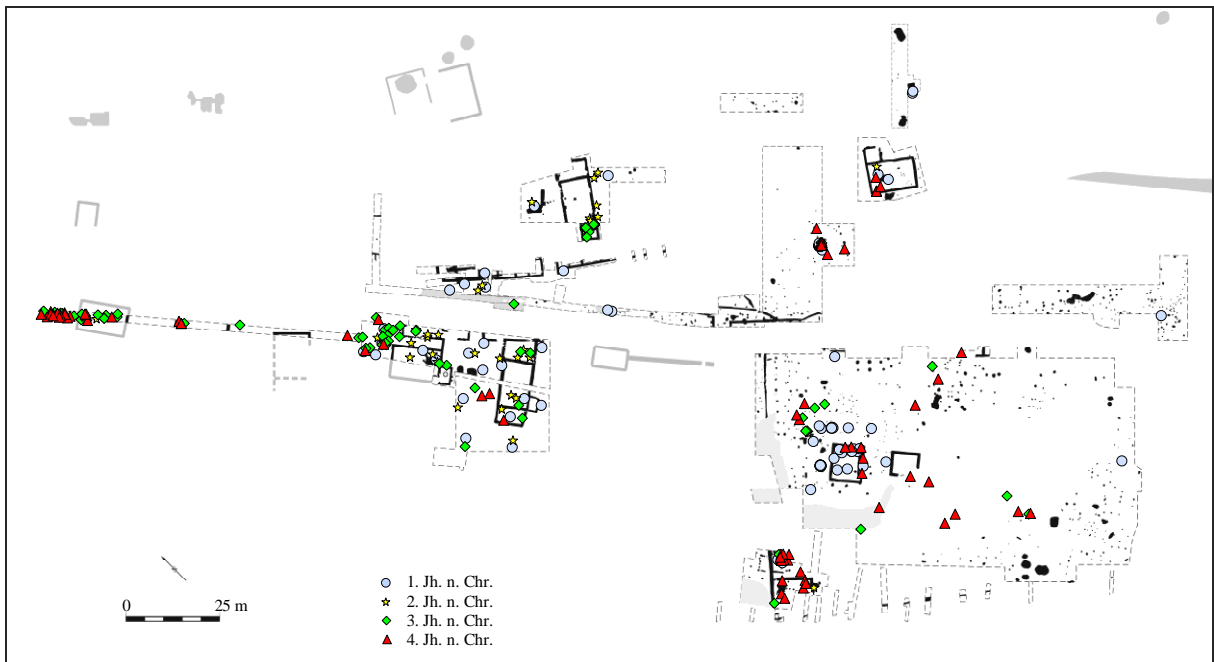 0 25 m
1. Jh. n. Chr.
2. Jh. n. Chr.
3. Jh. n. Chr.
4. Jh. n. Chr.